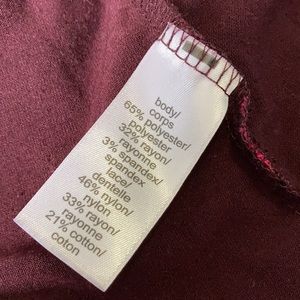 body/
corps
65% polyester/
polyester
32% rayon/
rayonne
3% spandex/
spandex
lace/
dentelle
46% nylon/
nylon
33% rayon/
rayonne
21% cotton/
coton